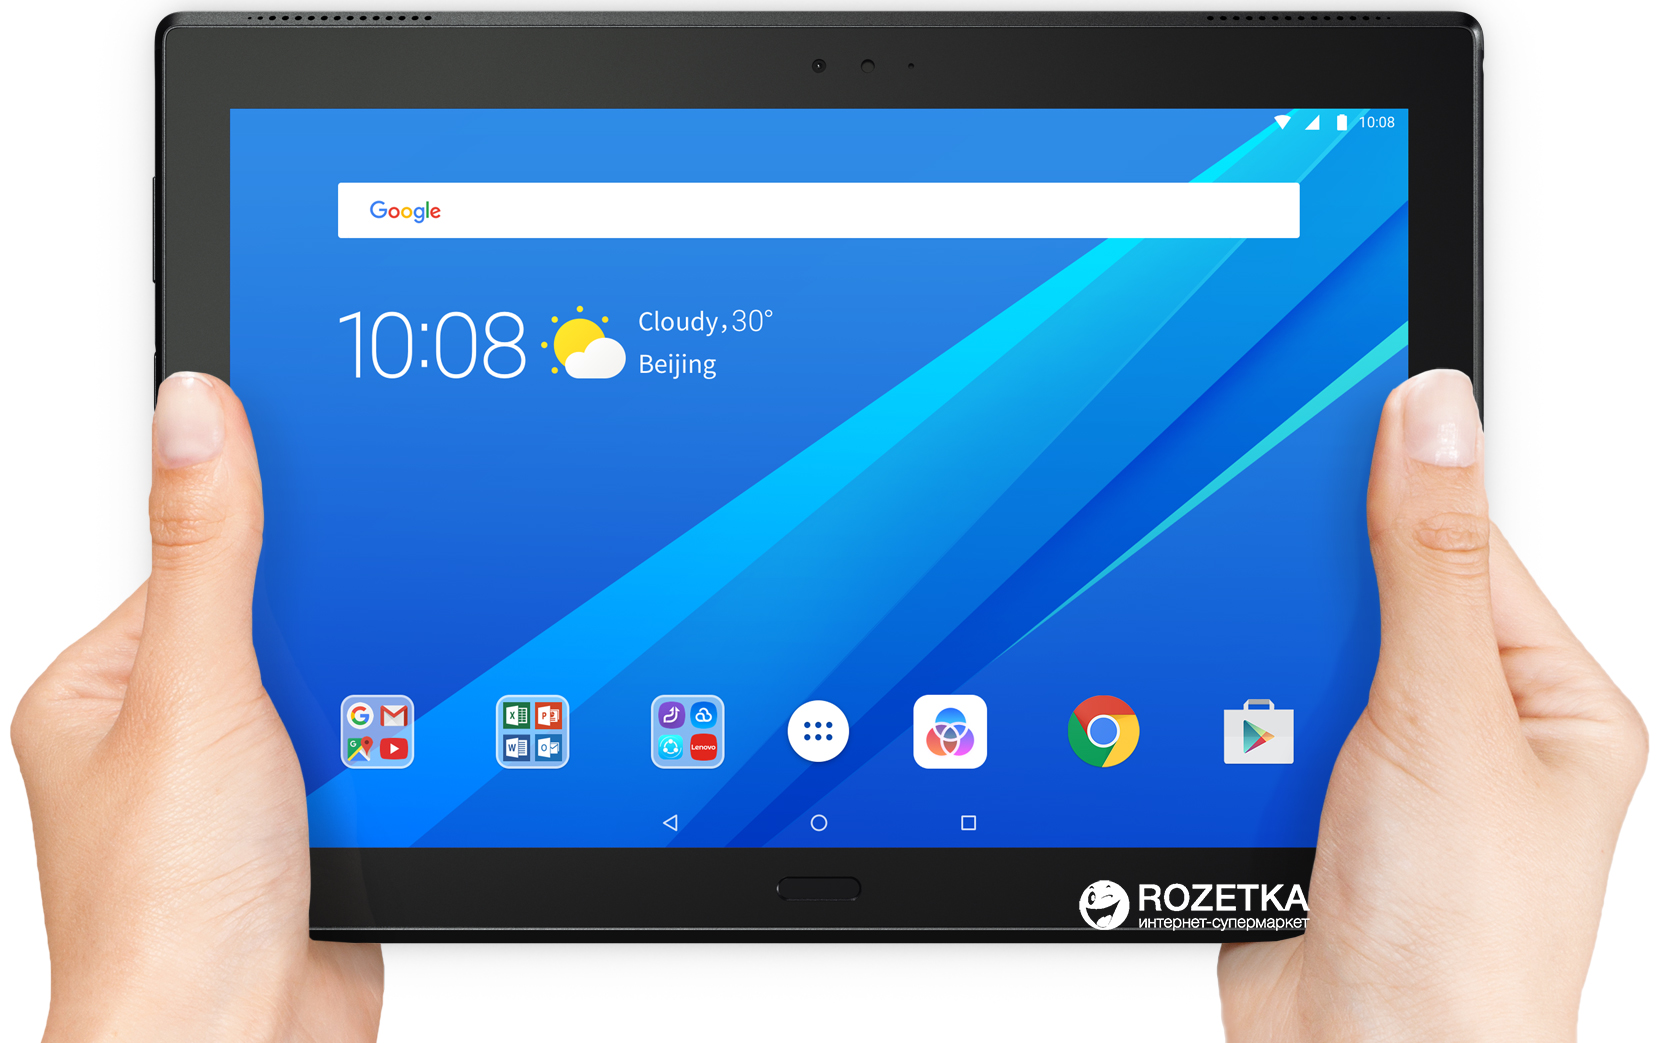 10:08
Google
10:08
Cloudy, 30°
Beijing
G
X
P
G
W
O
Lenovo
ROZETKA
интернет-супермаркет